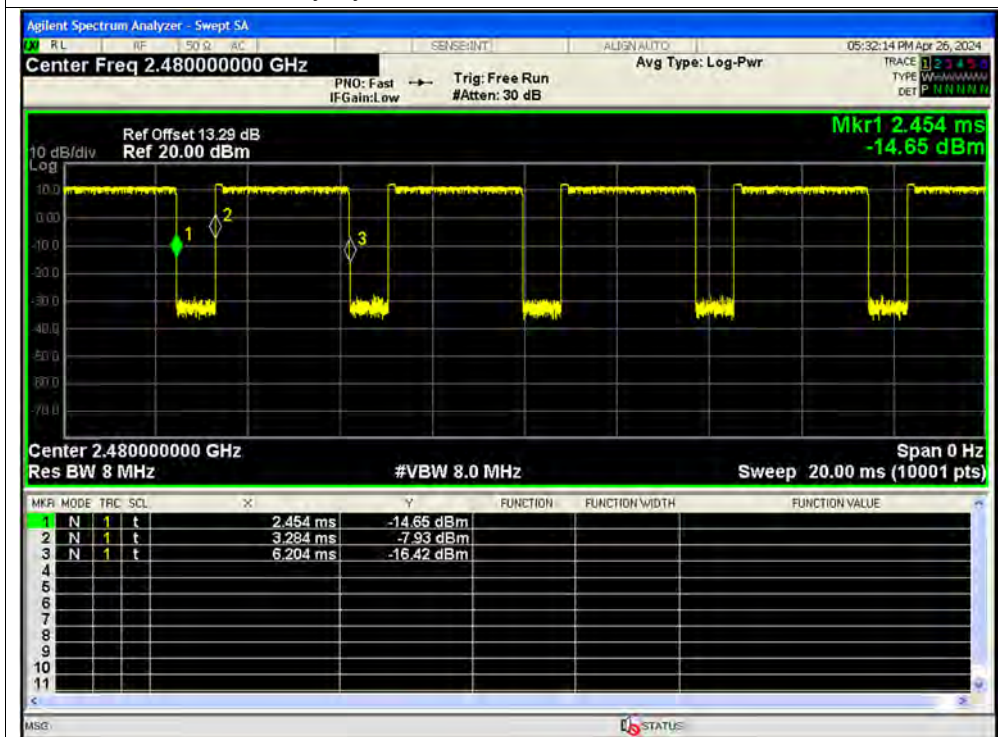 Agilent Spectrum Analyzer - Swept SA
RL RF 50 Ω AC SENSE:INT ALIGN AUTO 05:32:14 PM Apr 26, 2024
Center Freq 2.480000000 GHz
PNO: Fast
IFGain:Low
Trig: Free Run
#Atten: 30 dB
Avg Type: Log-Pwr
TRACE 1 2 3 4 5 6
TYPE W
DET P N N N N N
Mkr1 2.454 ms
-14.65 dBm
Ref Offset 13.29 dB
10 dB/div Ref 20.00 dBm
Log
10.0
0.00
-10.0
-20.0
-30.0
-40.0
-50.0
-60.0
-70.0
1
2
3
Center 2.480000000 GHz Span 0 Hz
Res BW 8 MHz #VBW 8.0 MHz Sweep 20.00 ms (10001 pts)
MKR MODE TRC SCL X Y FUNCTION FUNCTION WIDTH FUNCTION VALUE
1 N 1 t 2.454 ms -14.65 dBm
2 N 1 t 3.284 ms -7.93 dBm
3 N 1 t 6.204 ms -16.42 dBm
4
5
6
7
8
9
10
11
MSG STATUS